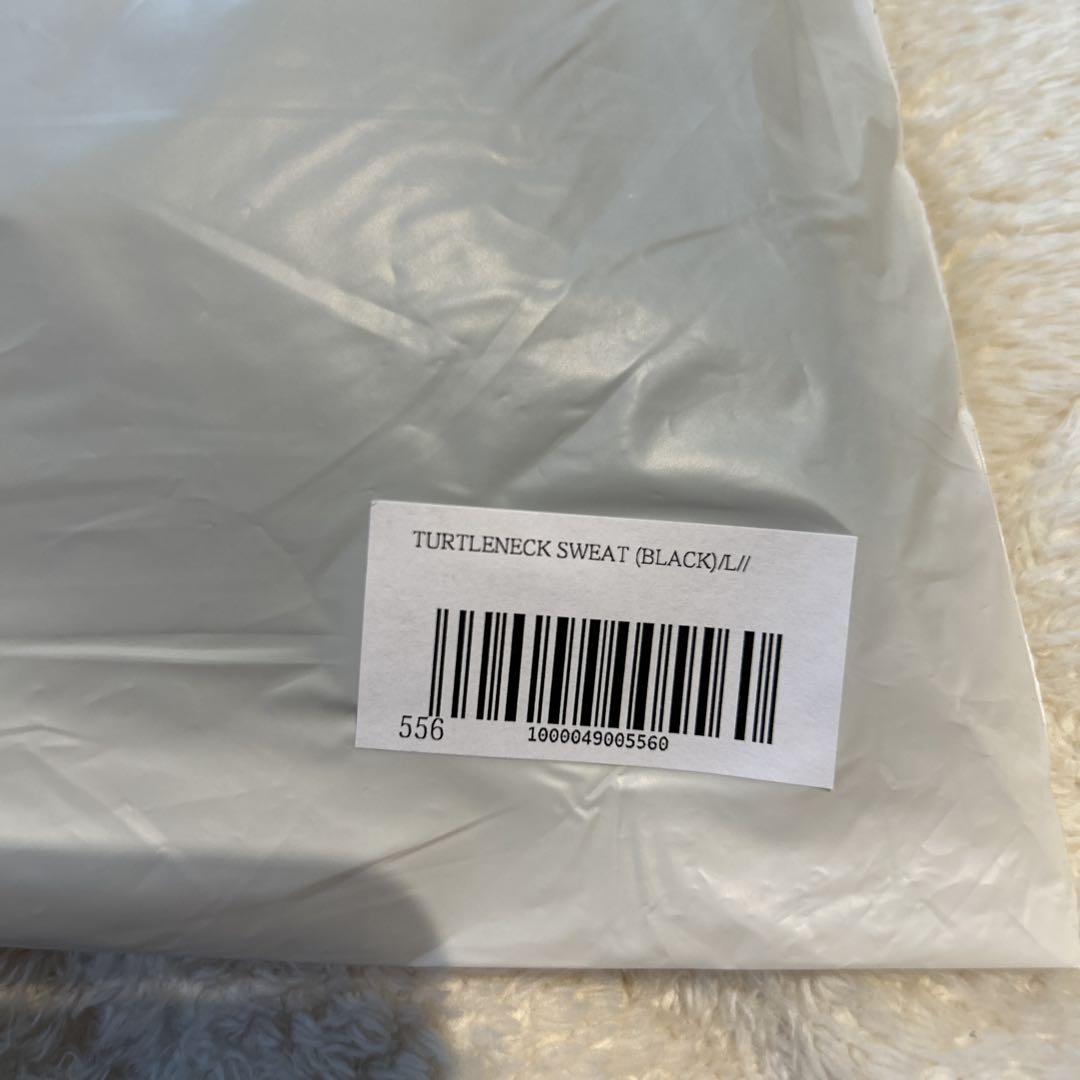 TURTLENECK SWEAT (BLACK)/L//
556
1000049005560